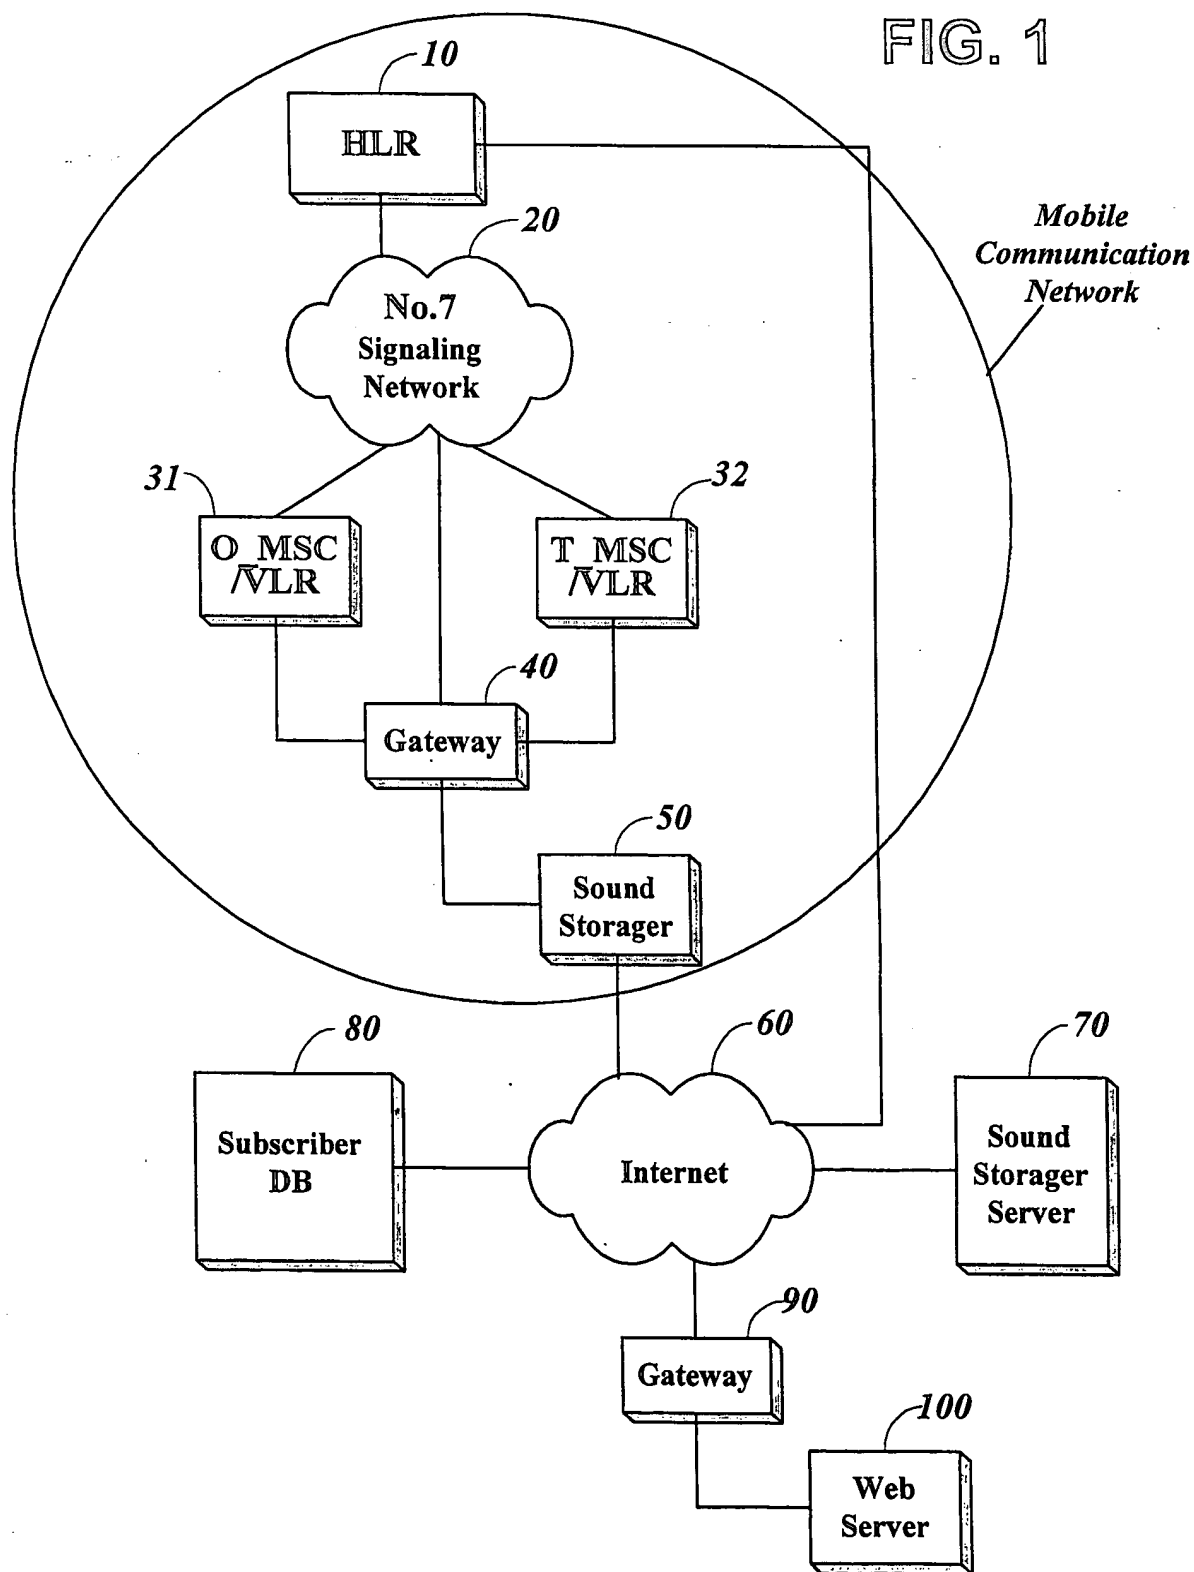 FIG. 1
10
HLR
20
Mobile
Communication
Network
No.7
Signaling
Network
31
32
O_MSC
/VLR
T_MSC
/VLR
40
Gateway
50
Sound
Storager
80
60
70
Subscriber
DB
Internet
Sound
Storager
Server
90
Gateway
100
Web
Server